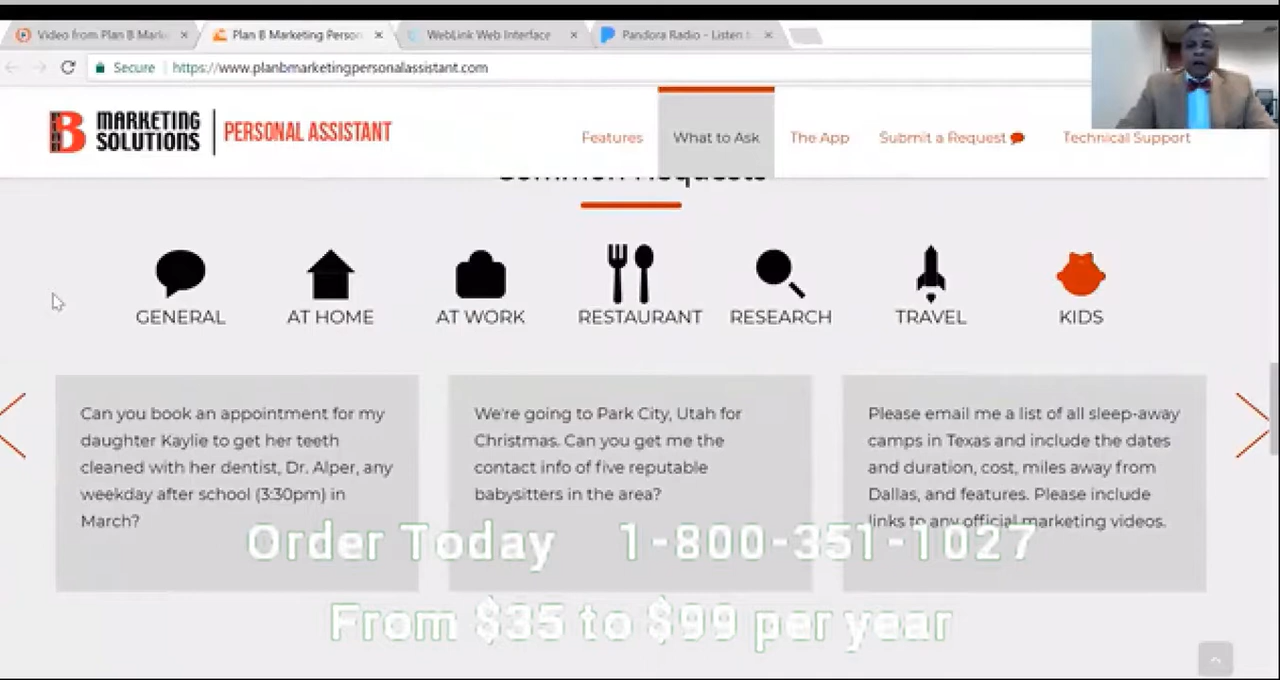 Video from Plan B Mark
Plan B Marketing Person
WebLink Web Interface
Pandora Radio - Listen t
Secure
https://www.planbmarketingpersonalassistant.com
PLAN B MARKETING SOLUTIONS
PERSONAL ASSISTANT
Features
What to Ask
The App
Submit a Request
Technical Support
Common Requests
GENERAL
AT HOME
AT WORK
RESTAURANT
RESEARCH
TRAVEL
KIDS
Can you book an appointment for my
daughter Kaylie to get her teeth
cleaned with her dentist, Dr. Alper, any
weekday after school (3:30pm) in
March?
We're going to Park City, Utah for
Christmas. Can you get me the
contact info of five reputable
babysitters in the area?
Please email me a list of all sleep-away
camps in Texas and include the dates
and duration, cost, miles away from
Dallas, and features. Please include
links to any official marketing videos.
Order Today 1-800-351-1027
From $35 to $99 per year